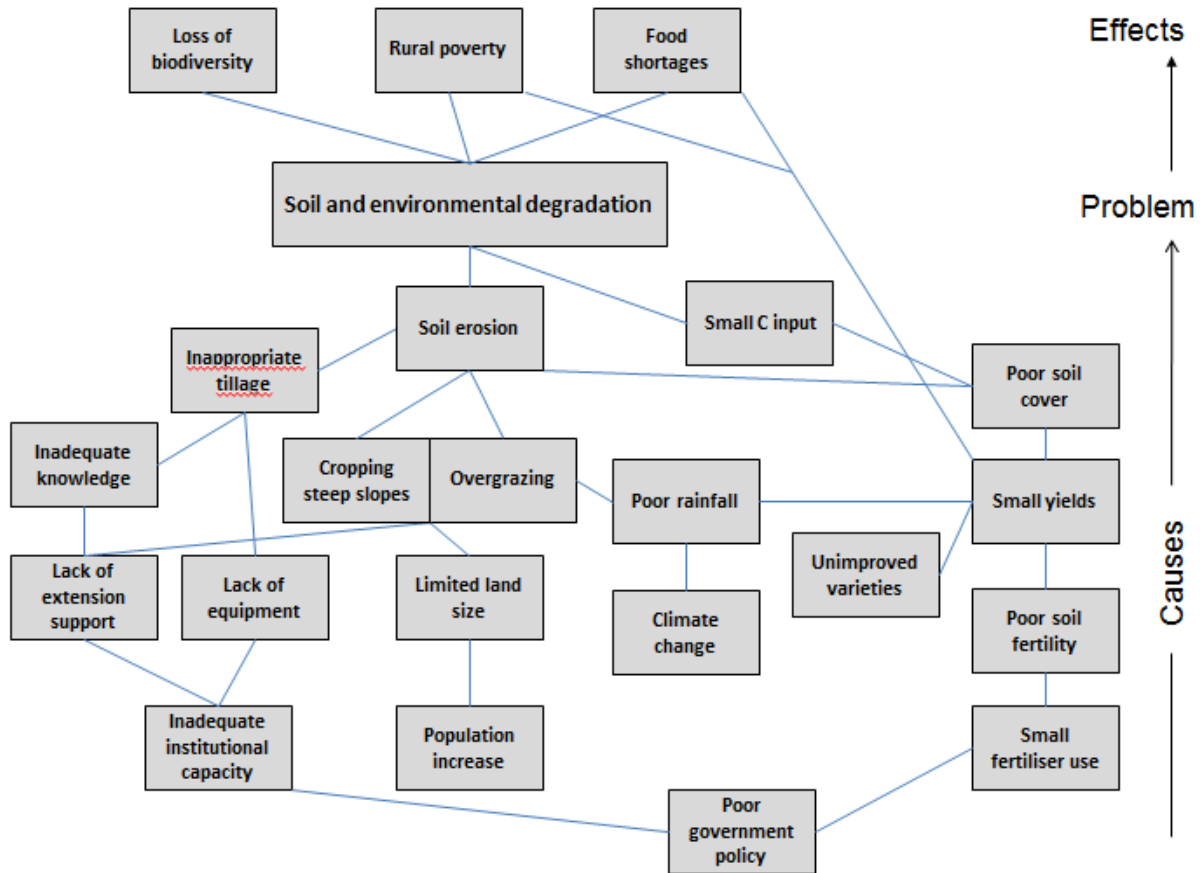 Loss of
biodiversity
Rural poverty
Food
shortages
Effects
Soil and environmental degradation
Problem
Soil erosion
Small C input
Inappropriate
tillage
Poor soil
cover
Inadequate
knowledge
Cropping
steep slopes
Overgrazing
Poor rainfall
Small yields
Lack of
extension
support
Lack of
equipment
Limited land
size
Unimproved
varieties
Climate
change
Poor soil
fertility
Causes
Inadequate
institutional
capacity
Population
increase
Small
fertiliser use
Poor
government
policy